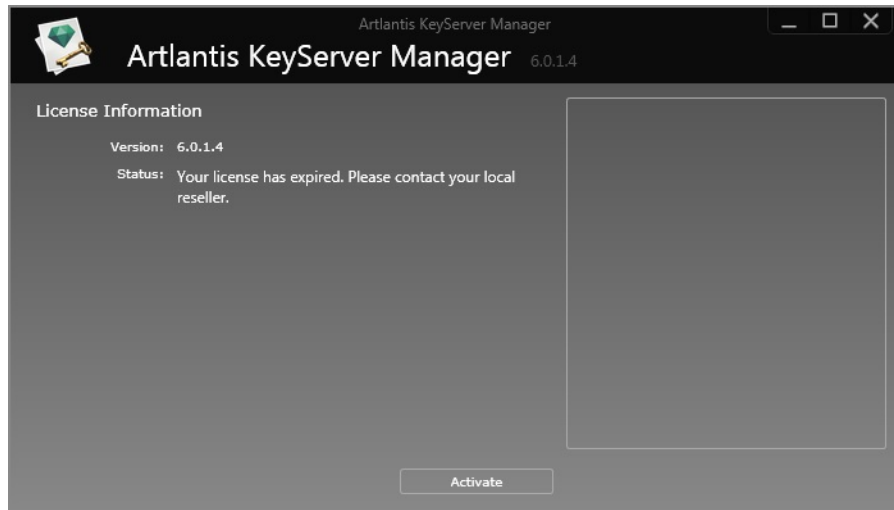 Artlantis KeyServer Manager
Artlantis KeyServer Manager 6.0.1.4
License Information
Version: 6.0.1.4
Status: Your license has expired. Please contact your local
reseller.
Activate